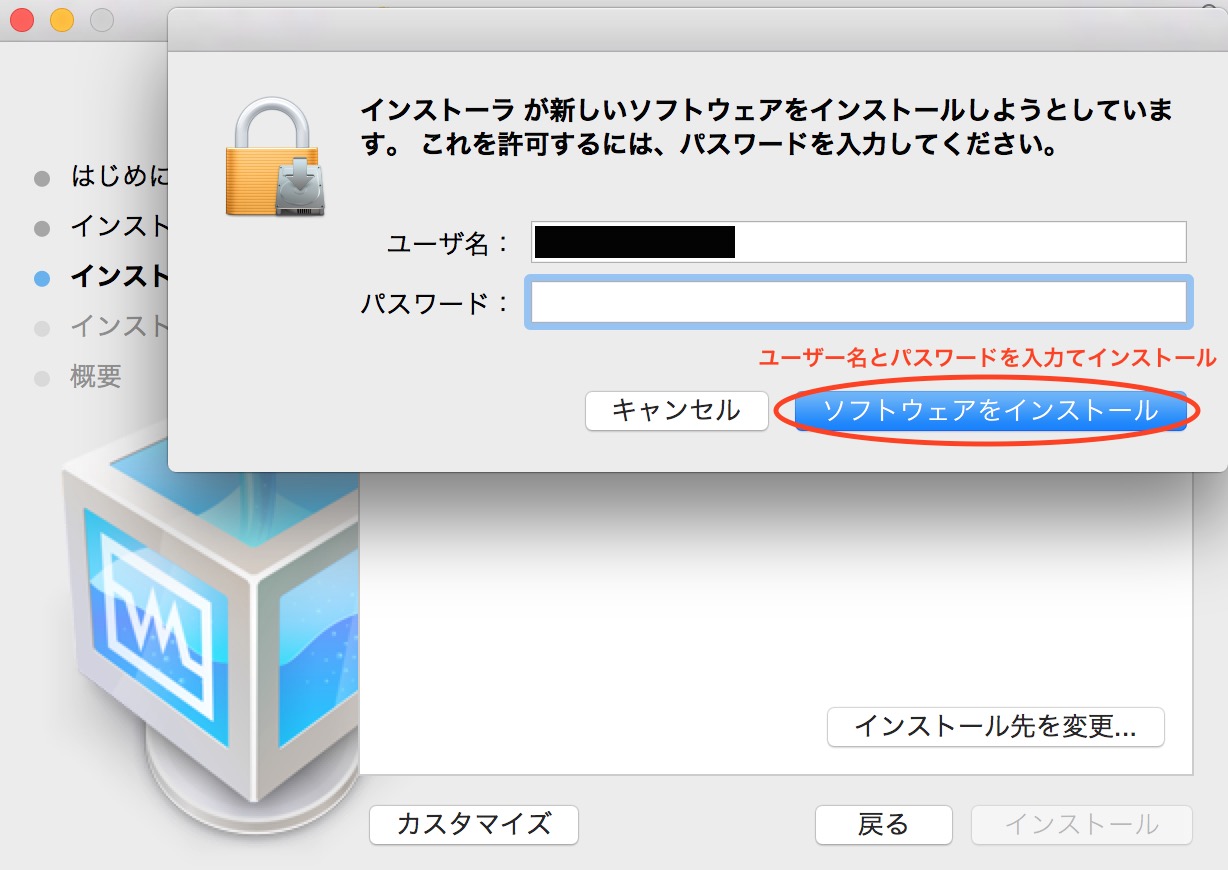 インストーラ が新しいソフトウェアをインストールしようとしていま
す。 これを許可するには、パスワードを入力してください。
ユーザ名：
パスワード：
ユーザー名とパスワードを入力てインストール
キャンセル
ソフトウェアをインストール
はじめに
インスト
インスト
インスト
概要
インストール先を変更...
カスタマイズ
戻る
インストール